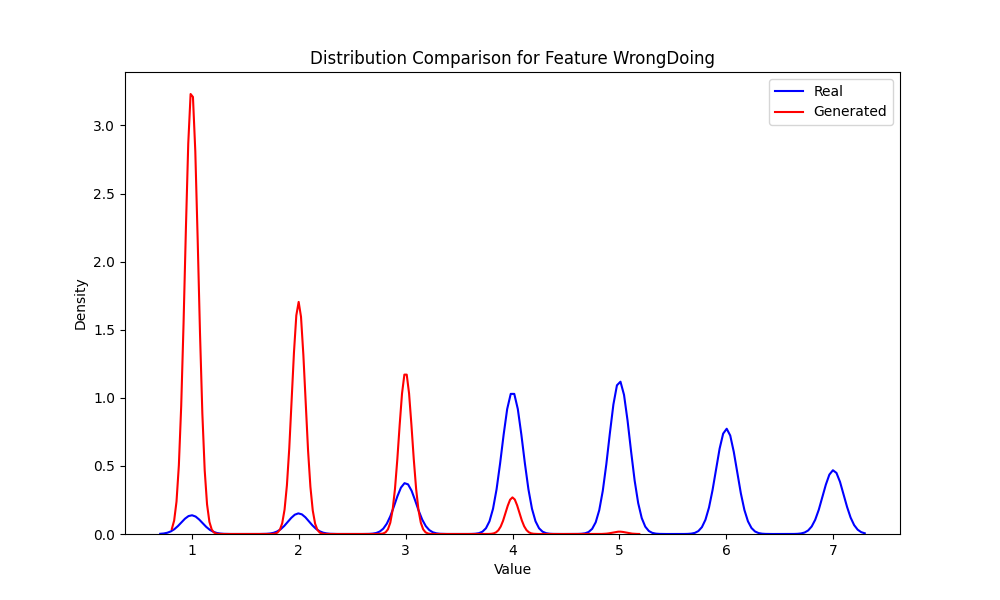 Distribution Comparison for Feature WrongDoing
Real
Generated
3.0
2.5
2.0
1.5
1.0
0.5
0.0
Density
1 2 3 4 5 6 7
Value